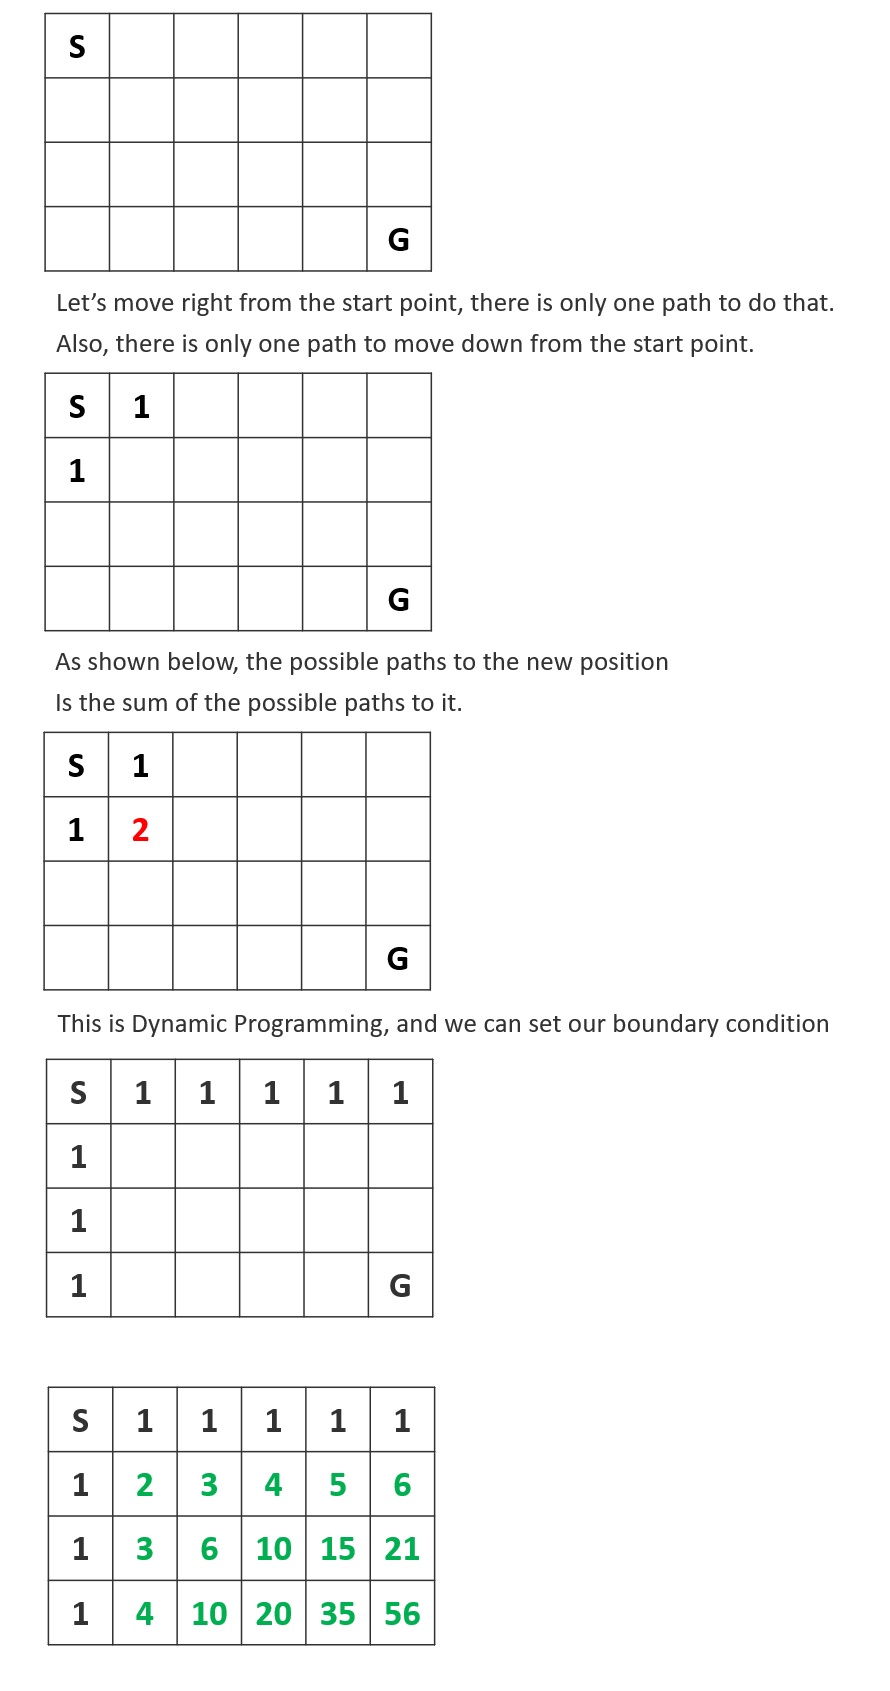 S
G
Let’s move right from the start point, there is only one path to do that.
Also, there is only one path to move down from the start point.
S 1
1
G
As shown below, the possible paths to the new position
Is the sum of the possible paths to it.
S 1
1 2
G
This is Dynamic Programming, and we can set our boundary condition
S 1 1 1 1 1
1
1
1 G
S 1 1 1 1 1
1 2 3 4 5 6
1 3 6 10 15 21
1 4 10 20 35 56